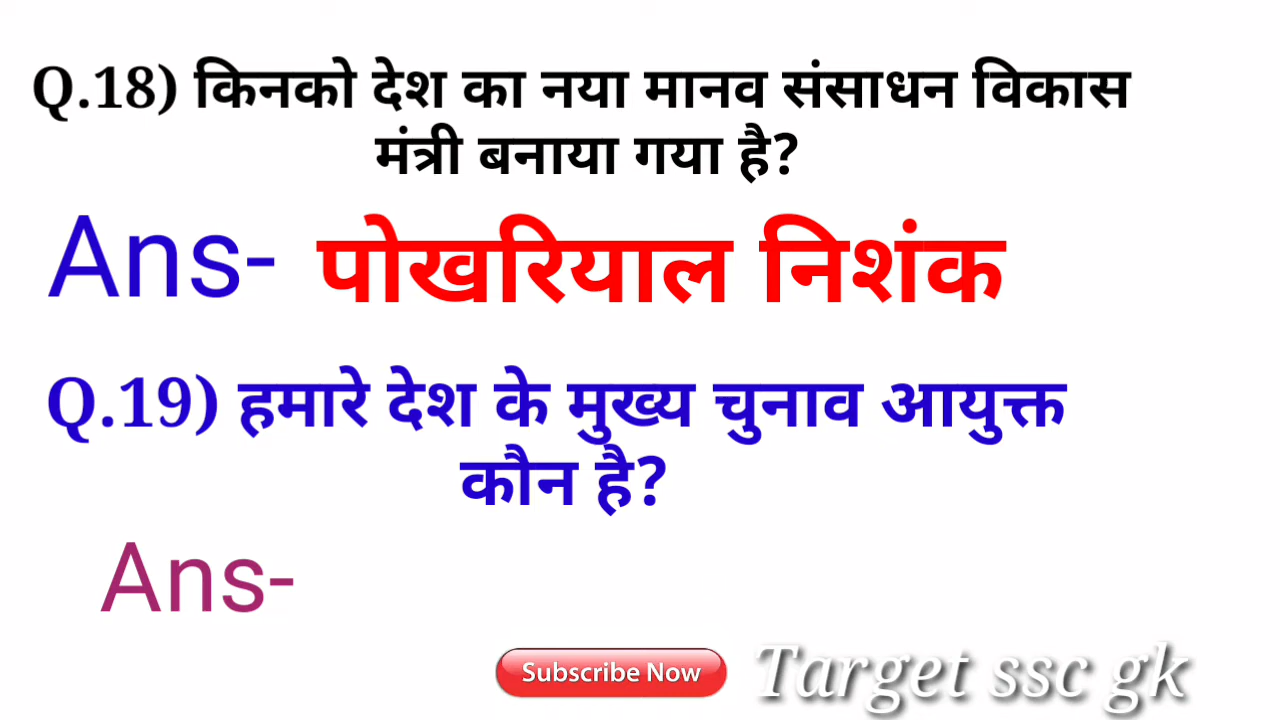 Q.18) किनको देश का नया मानव संसाधन विकास
मंत्री बनाया गया है?
Ans- पोखरियाल निशंक
Q.19) हमारे देश के मुख्य चुनाव आयुक्त
कौन है?
Ans-
Subscribe Now
Target ssc gk